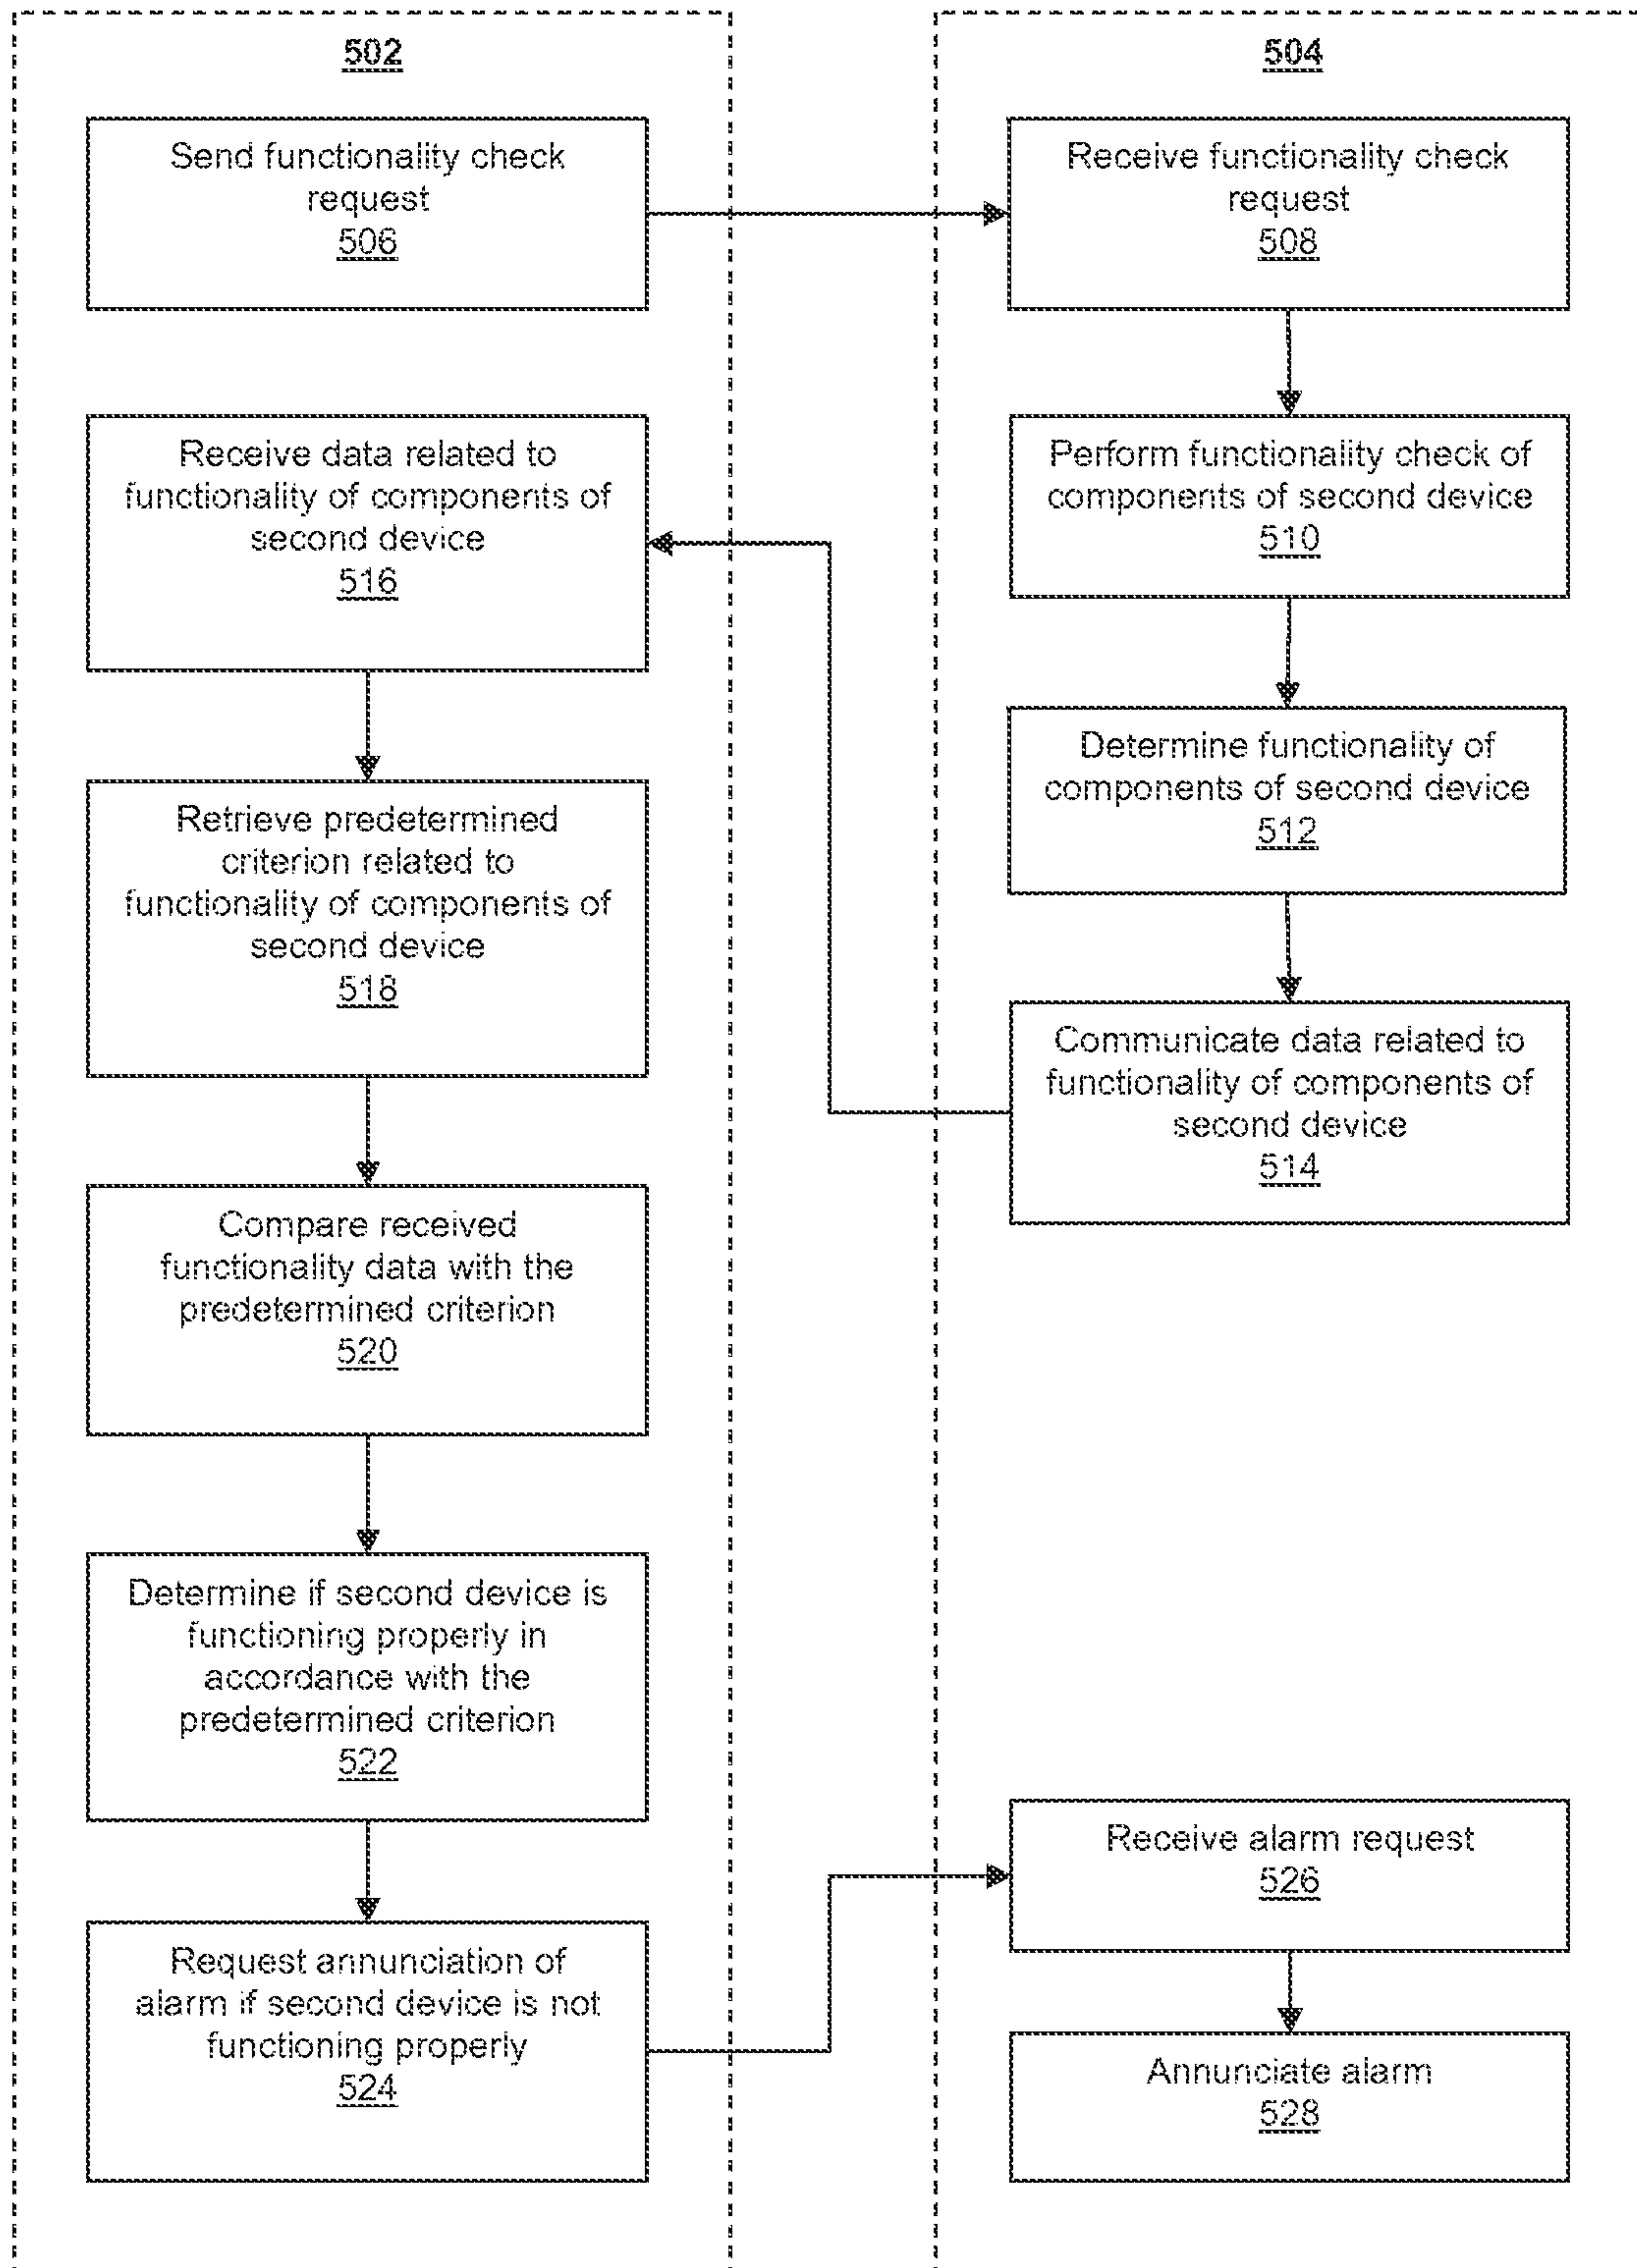 502
Send functionality check
request
506
Receive data related to
functionality of components of
second device
516
Retrieve predetermined
criterion related to
functionality of components of
second device
518
Compare received
functionality data with the
predetermined criterion
520
Determine if second device is
functioning properly in
accordance with the
predetermined criterion
522
Request annunciation of
alarm if second device is not
functioning properly
524
504
Receive functionality check
request
508
Perform functionality check of
components of second device
510
Determine functionality of
components of second device
512
Communicate data related to
functionality of components of
second device
514
Receive alarm request
526
Annunciate alarm
528